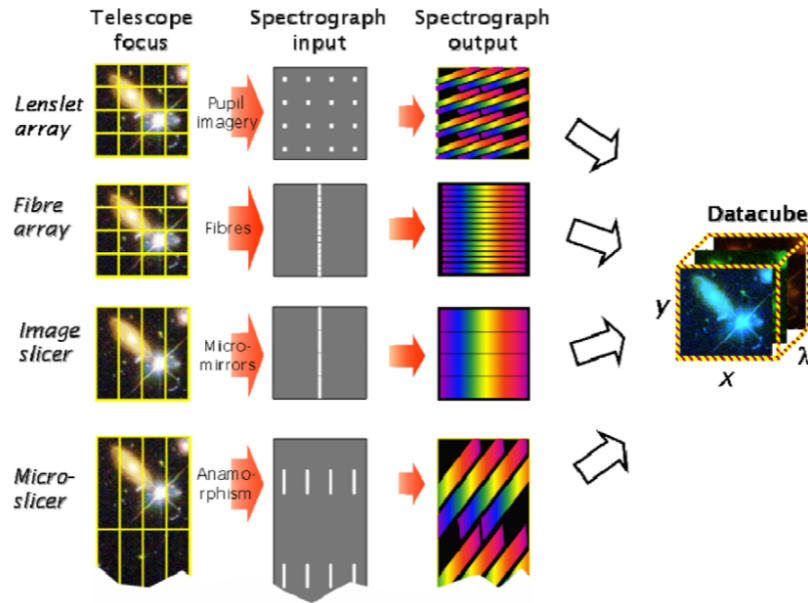 Telescope
focus
Spectrograph
input
Spectrograph
output
Lenslet
array
Pupil
imagery
Fibre
array
Fibres
Datacube
Image
slicer
Micro-
mirrors
y
x
λ
Micro-
slicer
Anamo-
rphism